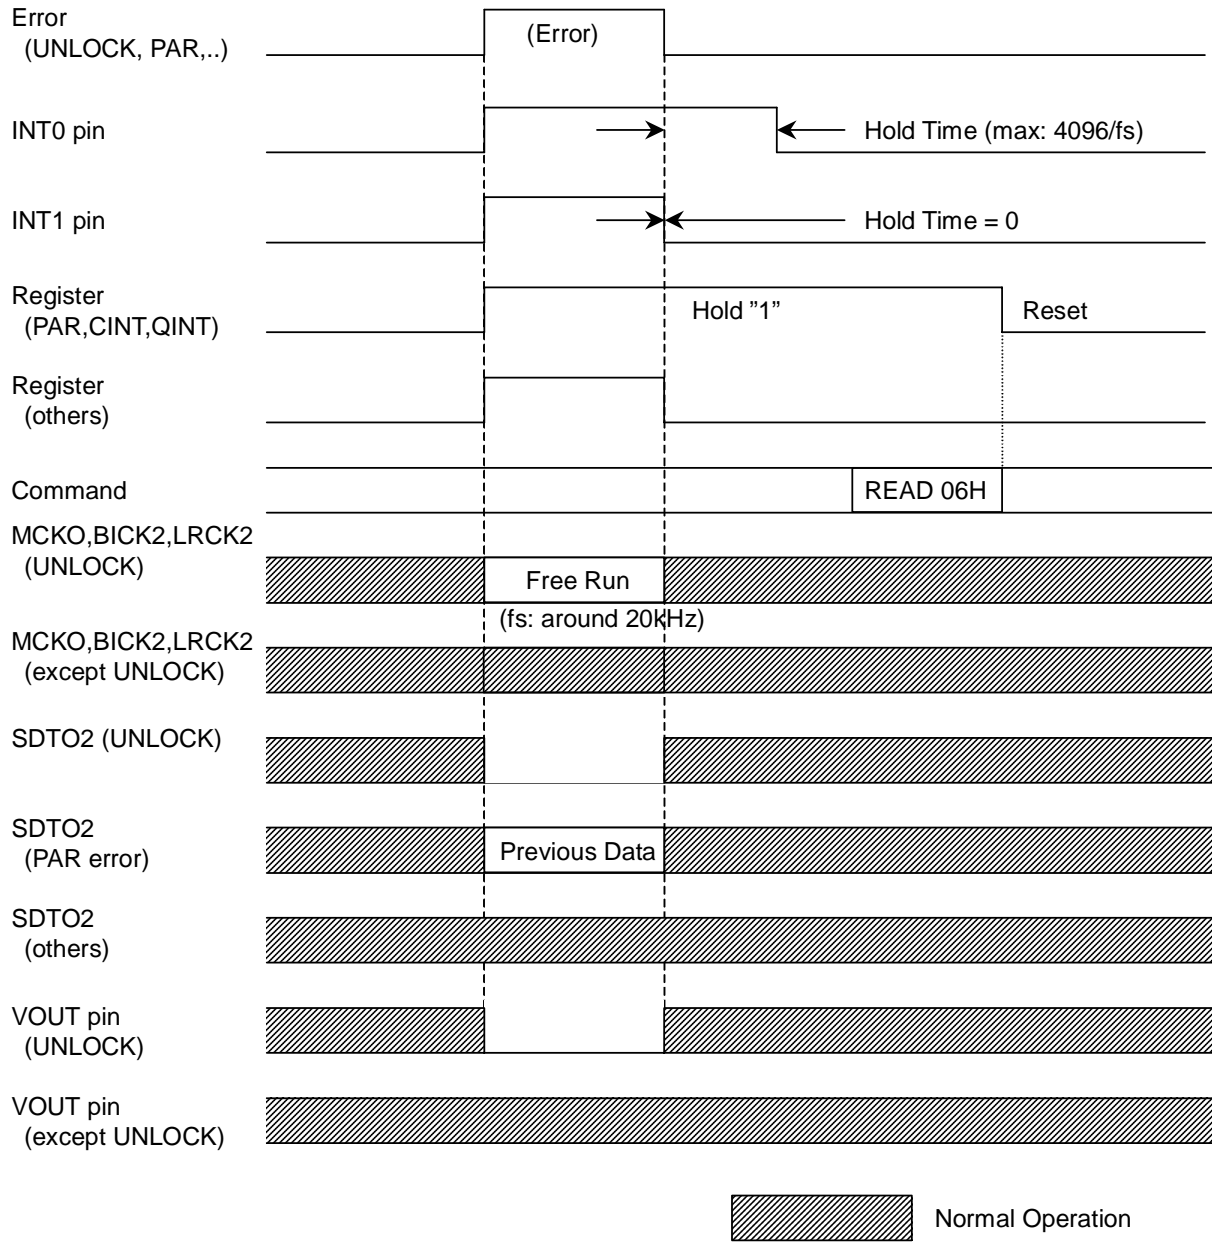 Error
(UNLOCK, PAR,..)
(Error)
INT0 pin
Hold Time (max: 4096/fs)
INT1 pin
Hold Time = 0
Register
(PAR,CINT,QINT)
Hold ”1”
Reset
Register
(others)
Command
READ 06H
MCKO,BICK2,LRCK2
(UNLOCK)
Free Run
(fs: around 20kHz)
MCKO,BICK2,LRCK2
(except UNLOCK)
SDTO2 (UNLOCK)
SDTO2
(PAR error)
Previous Data
SDTO2
(others)
VOUT pin
(UNLOCK)
VOUT pin
(except UNLOCK)
Normal Operation